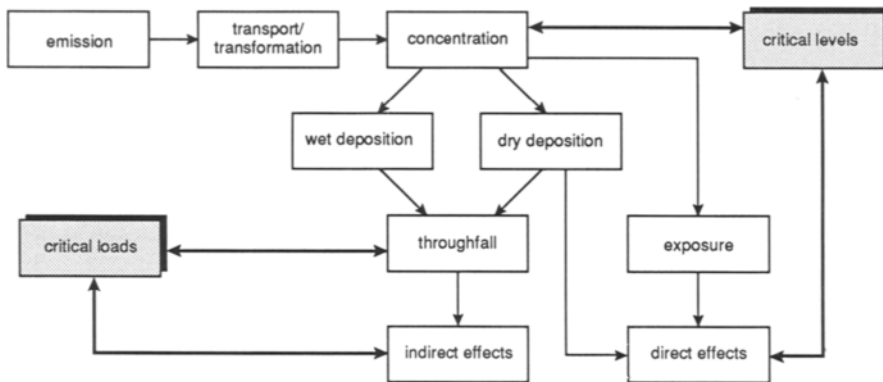 emission
transport/
transformation
concentration
critical levels
wet deposition
dry deposition
critical loads
throughfall
exposure
indirect effects
direct effects